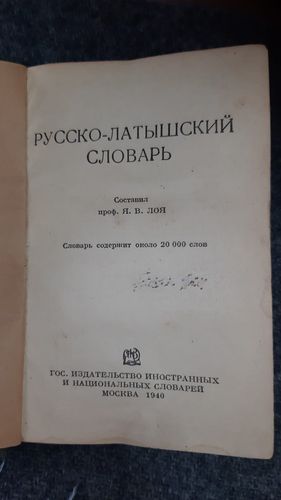 РУССКО-ЛАТЫШСКИЙ
СЛОВАРЬ
Составил
проф. Я. В. ЛОЯ
Словарь содержит около 20 000 слов
ГОС. ИЗДАТЕЛЬСТВО ИНОСТРАННЫХ
И НАЦИОНАЛЬНЫХ СЛОВАРЕЙ
МОСКВА 1940